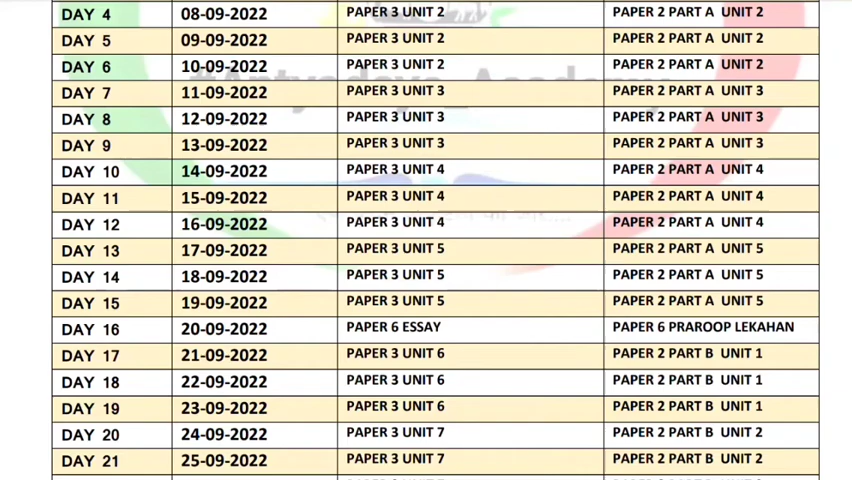 DAY 4 08-09-2022 PAPER 3 UNIT 2 PAPER 2 PART A UNIT 2
DAY 5 09-09-2022 PAPER 3 UNIT 2 PAPER 2 PART A UNIT 2
DAY 6 10-09-2022 PAPER 3 UNIT 2 PAPER 2 PART A UNIT 2
DAY 7 11-09-2022 PAPER 3 UNIT 3 PAPER 2 PART A UNIT 3
DAY 8 12-09-2022 PAPER 3 UNIT 3 PAPER 2 PART A UNIT 3
DAY 9 13-09-2022 PAPER 3 UNIT 3 PAPER 2 PART A UNIT 3
DAY 10 14-09-2022 PAPER 3 UNIT 4 PAPER 2 PART A UNIT 4
DAY 11 15-09-2022 PAPER 3 UNIT 4 PAPER 2 PART A UNIT 4
DAY 12 16-09-2022 PAPER 3 UNIT 4 PAPER 2 PART A UNIT 4
DAY 13 17-09-2022 PAPER 3 UNIT 5 PAPER 2 PART A UNIT 5
DAY 14 18-09-2022 PAPER 3 UNIT 5 PAPER 2 PART A UNIT 5
DAY 15 19-09-2022 PAPER 3 UNIT 5 PAPER 2 PART A UNIT 5
DAY 16 20-09-2022 PAPER 6 ESSAY PAPER 6 PRAROOP LEKAHAN
DAY 17 21-09-2022 PAPER 3 UNIT 6 PAPER 2 PART B UNIT 1
DAY 18 22-09-2022 PAPER 3 UNIT 6 PAPER 2 PART B UNIT 1
DAY 19 23-09-2022 PAPER 3 UNIT 6 PAPER 2 PART B UNIT 1
DAY 20 24-09-2022 PAPER 3 UNIT 7 PAPER 2 PART B UNIT 2
DAY 21 25-09-2022 PAPER 3 UNIT 7 PAPER 2 PART B UNIT 2